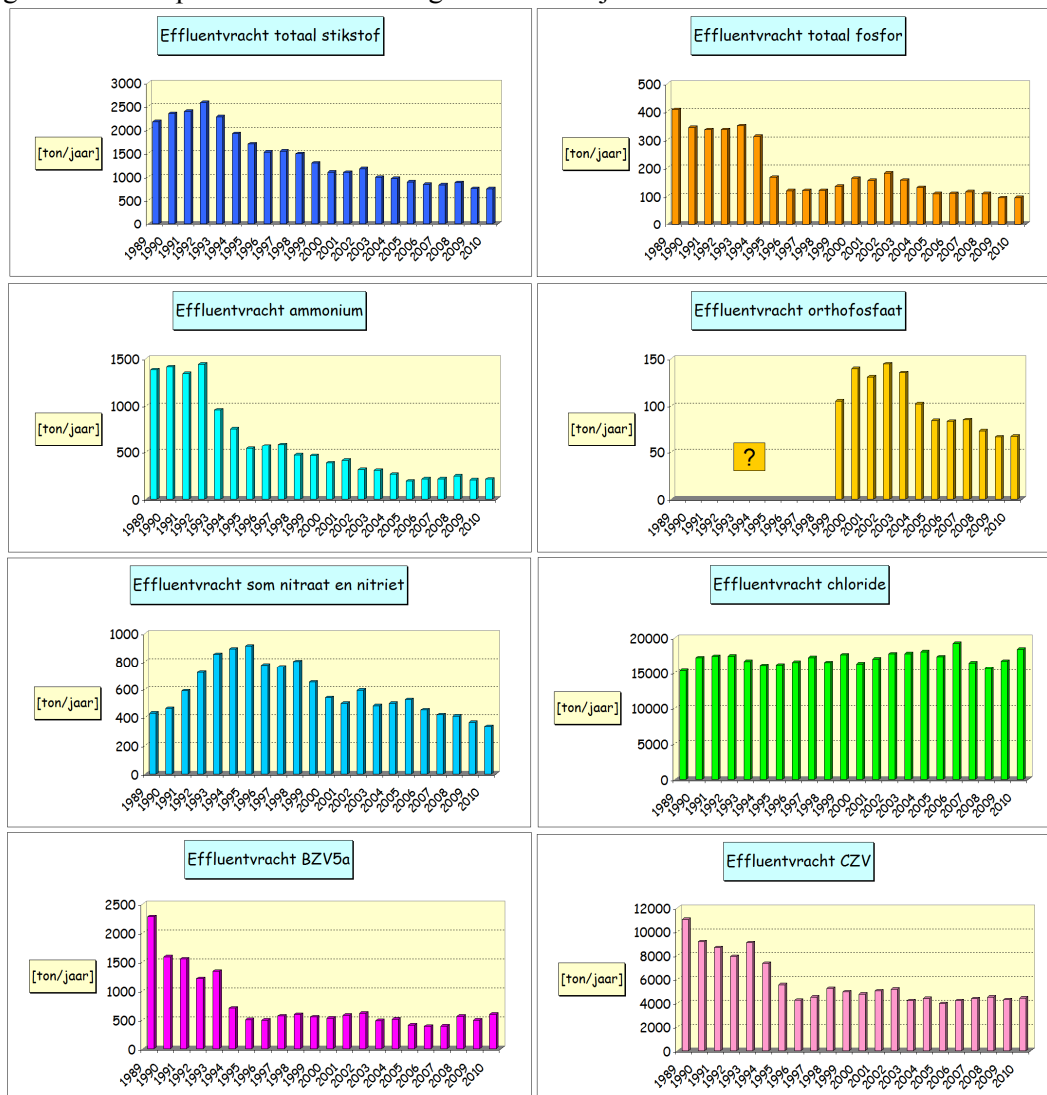 Effluentvracht totaal stikstof
3000
2500
2000
1500
1000
500
0
[ton/jaar]
1989 1990 1991 1992 1993 1994 1995 1996 1997 1998 1999 2000 2001 2002 2003 2004 2005 2006 2007 2008 2009 2010
Effluentvracht totaal fosfor
500
400
300
200
100
0
[ton/jaar]
1989 1990 1991 1992 1993 1994 1995 1996 1997 1998 1999 2000 2001 2002 2003 2004 2005 2006 2007 2008 2009 2010
Effluentvracht ammonium
1500
1000
500
0
[ton/jaar]
1989 1990 1991 1992 1993 1994 1995 1996 1997 1998 1999 2000 2001 2002 2003 2004 2005 2006 2007 2008 2009 2010
Effluentvracht orthofosfaat
150
100
50
0
[ton/jaar]
?
1989 1990 1991 1992 1993 1994 1995 1996 1997 1998 1999 2000 2001 2002 2003 2004 2005 2006 2007 2008 2009 2010
Effluentvracht som nitraat en nitriet
1000
800
600
400
200
0
[ton/jaar]
1989 1990 1991 1992 1993 1994 1995 1996 1997 1998 1999 2000 2001 2002 2003 2004 2005 2006 2007 2008 2009 2010
Effluentvracht chloride
20000
15000
10000
5000
0
[ton/jaar]
1989 1990 1991 1992 1993 1994 1995 1996 1997 1998 1999 2000 2001 2002 2003 2004 2005 2006 2007 2008 2009 2010
Effluentvracht BZV5a
2500
2000
1500
1000
500
0
[ton/jaar]
1989 1990 1991 1992 1993 1994 1995 1996 1997 1998 1999 2000 2001 2002 2003 2004 2005 2006 2007 2008 2009 2010
Effluentvracht CZV
12000
10000
8000
6000
4000
2000
0
[ton/jaar]
1989 1990 1991 1992 1993 1994 1995 1996 1997 1998 1999 2000 2001 2002 2003 2004 2005 2006 2007 2008 2009 2010